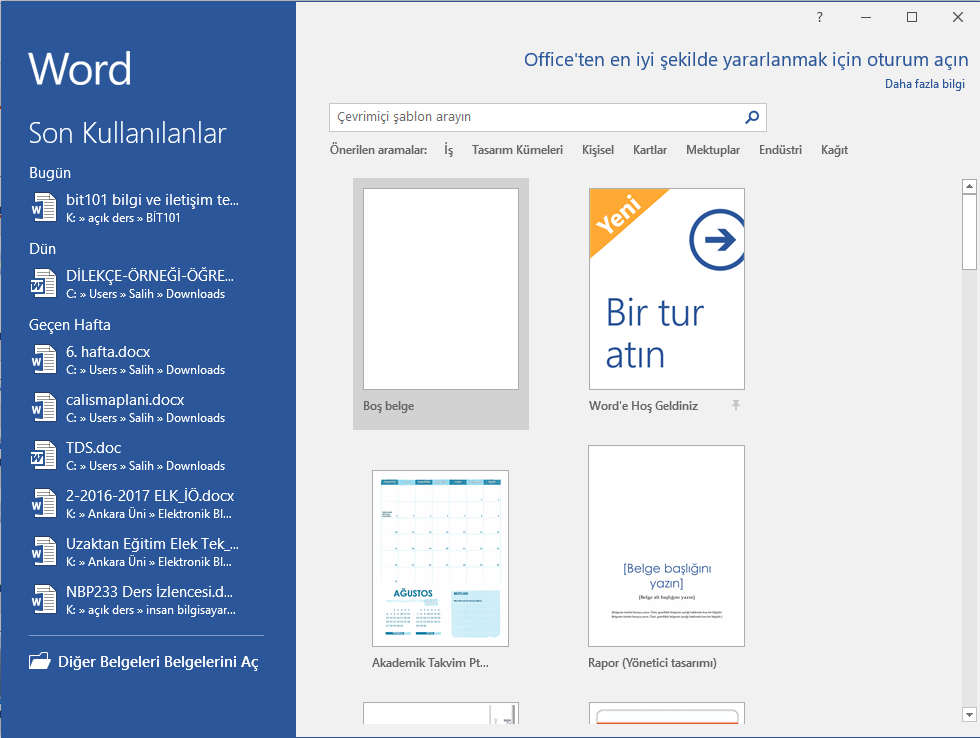 ?
Word
Son Kullanılanlar
Bugün
bit101 bilgi ve iletişim te...
K: » açık ders » BİT101
Dün
DİLEKÇE-ÖRNEĞİ-ÖĞRE...
C: » Users » Salih » Downloads
Geçen Hafta
6. hafta.docx
C: » Users » Salih » Downloads
calismaplani.docx
C: » Users » Salih » Downloads
TDS.doc
C: » Users » Salih » Downloads
2-2016-2017 ELK_İÖ.docx
K: » Ankara Üni » Elektronik Bl...
Uzaktan Eğitim Elek Tek_...
K: » Ankara Üni » Elektronik Bl...
NBP233 Ders İzlencesi.d...
K: » açık ders » insan bilgisayar...
Diğer Belgeleri Belgelerini Aç
Office'ten en iyi şekilde yararlanmak için oturum açın
Daha fazla bilgi
Çevrimiçi şablon arayın
Önerilen aramalar: İş Tasarım Kümeleri Kişisel Kartlar Mektuplar Endüstri Kağıt
Boş belge
Yeni
Bir tur
atın
Word'e Hoş Geldiniz
AĞUSTOS
Akademik Takvim Pt...
[Belge başlığını
yazın]
[Belge alt başlığını yazın]
Rapor (Yönetici tasarımı)